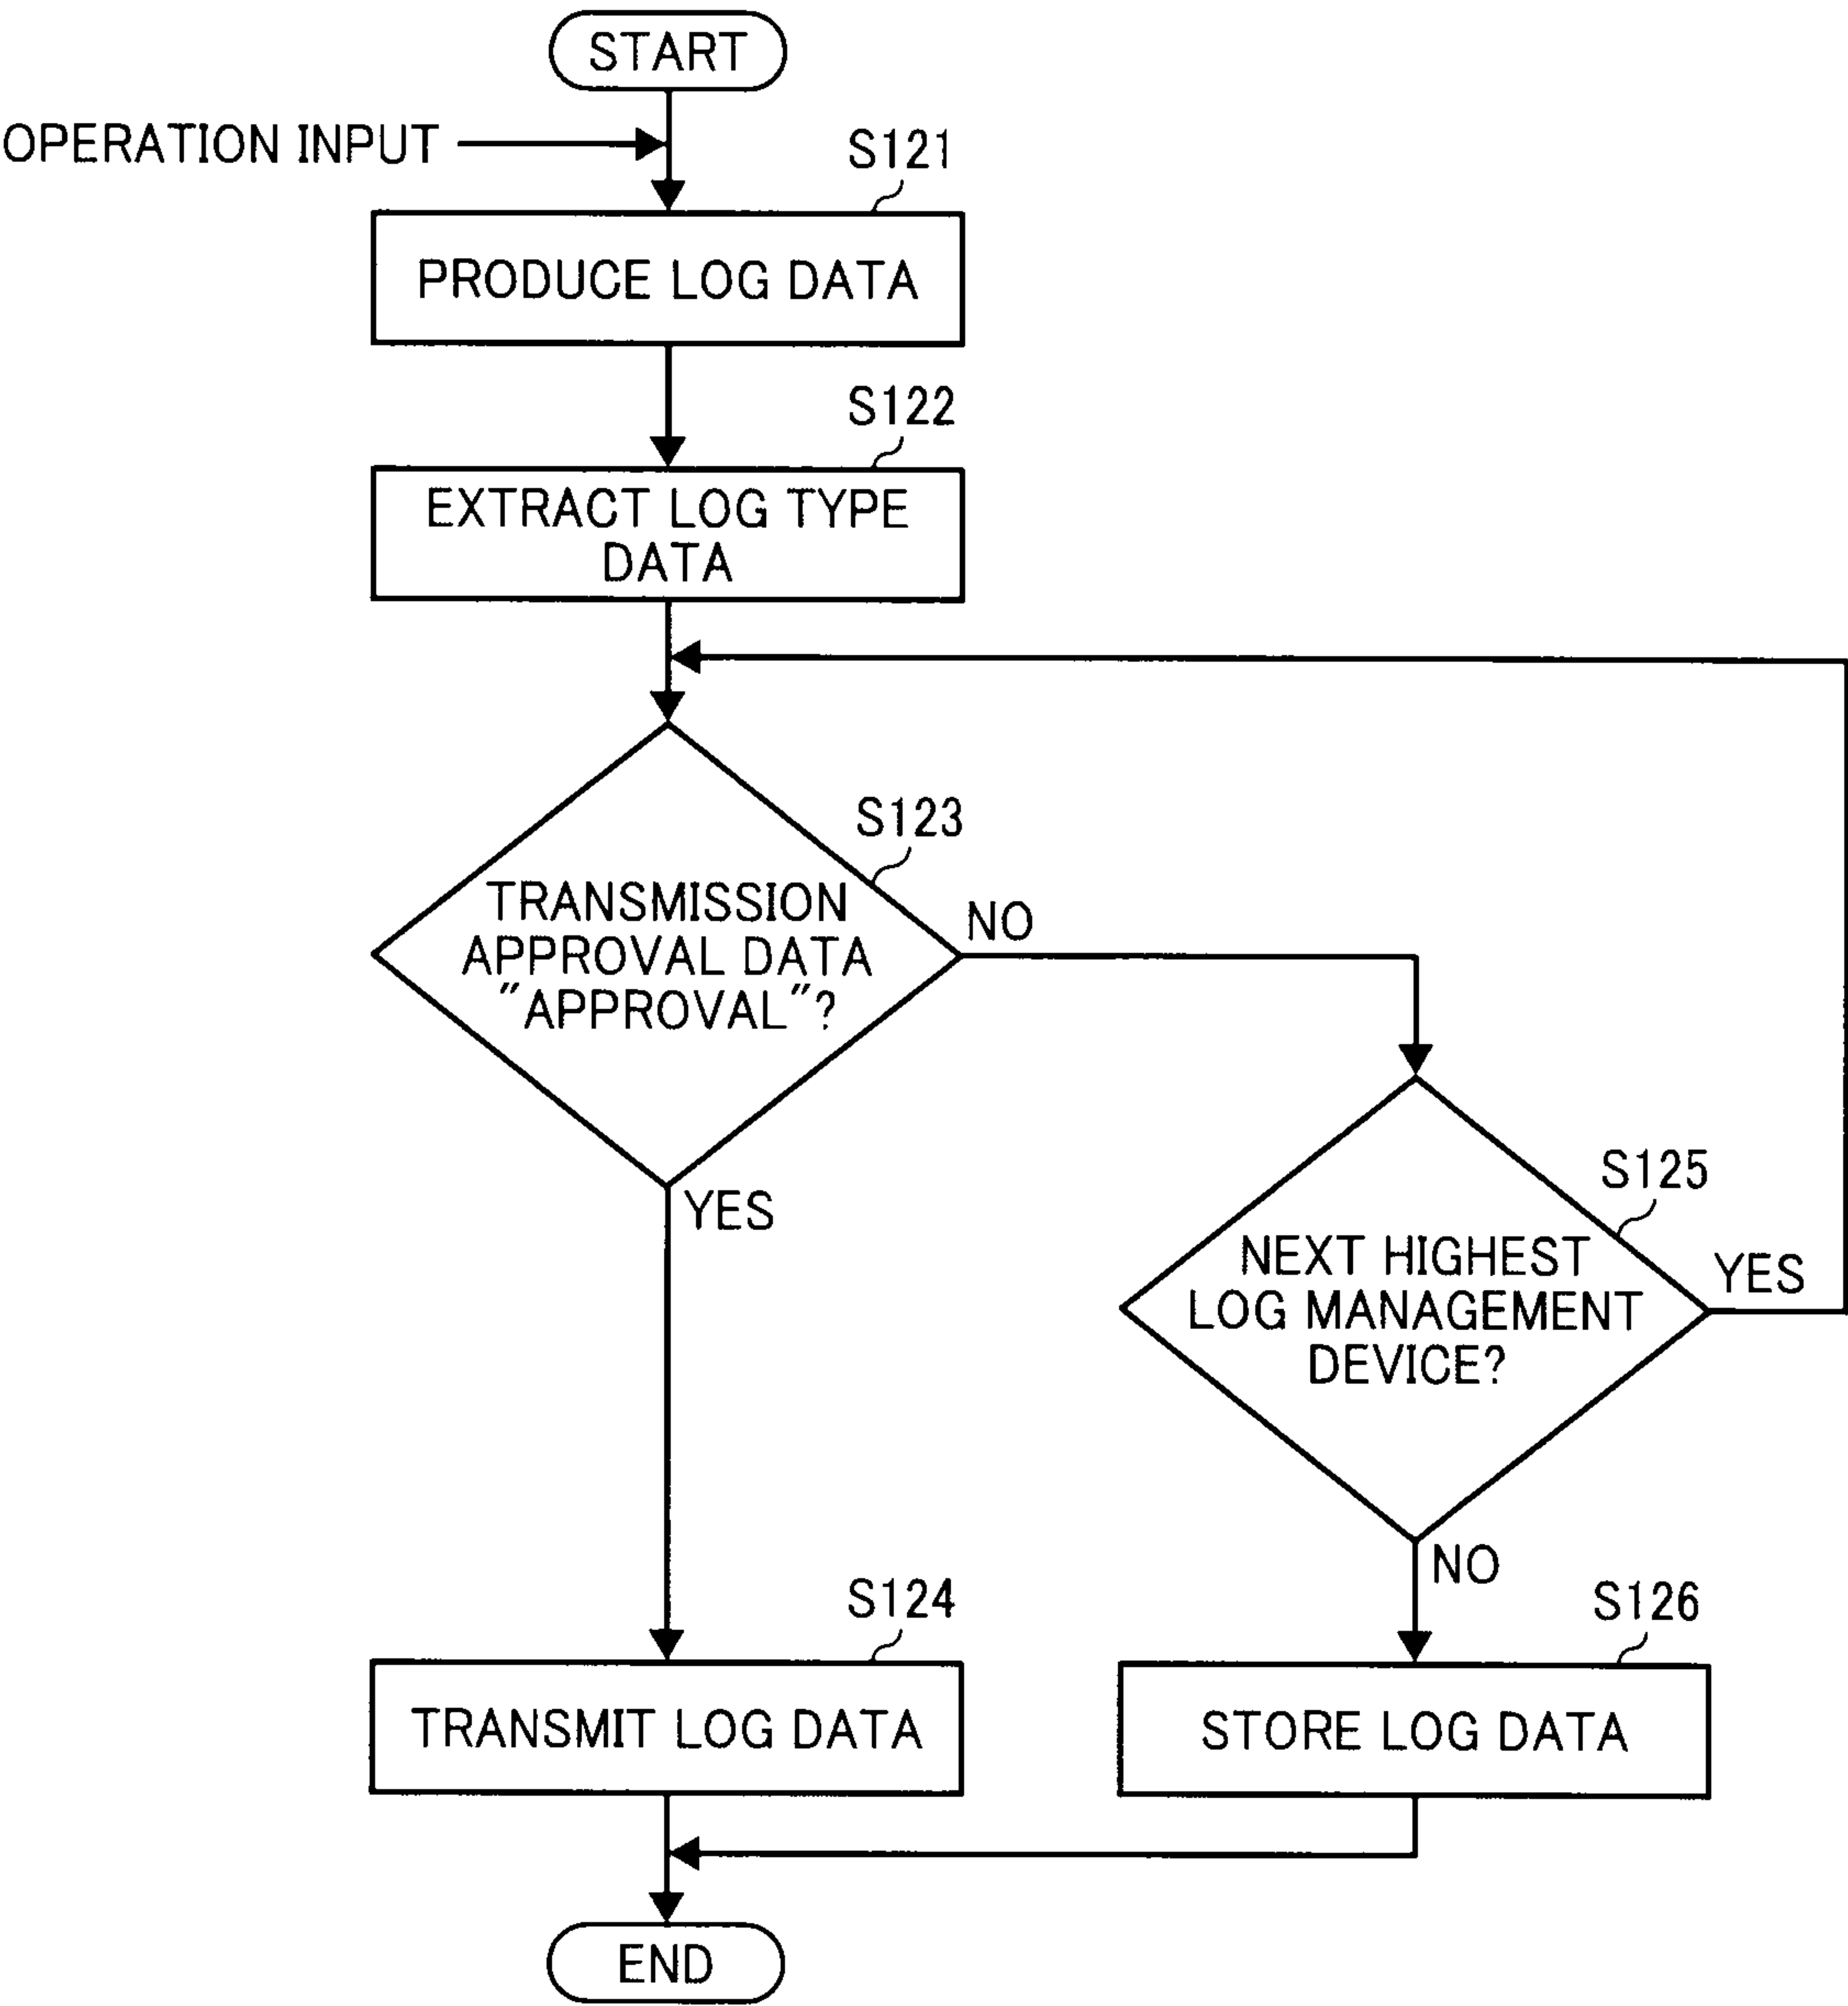 START
OPERATION INPUT
S121
PRODUCE LOG DATA
S122
EXTRACT LOG TYPE
DATA
S123
TRANSMISSION
APPROVAL DATA
"APPROVAL"?
NO
YES
S125
NEXT HIGHEST
LOG MANAGEMENT
DEVICE?
YES
NO
S124
TRANSMIT LOG DATA
S126
STORE LOG DATA
END